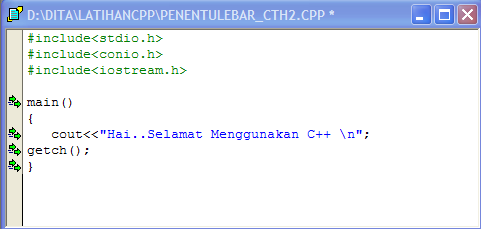 D:\DITA\LATIHANCPP\PENENTULEBAR_CTH2.CPP *
#include<stdio.h>
#include<conio.h>
#include<iostream.h>
main()
{
cout<<"Hai..Selamat Menggunakan C++ \n";
getch();
}